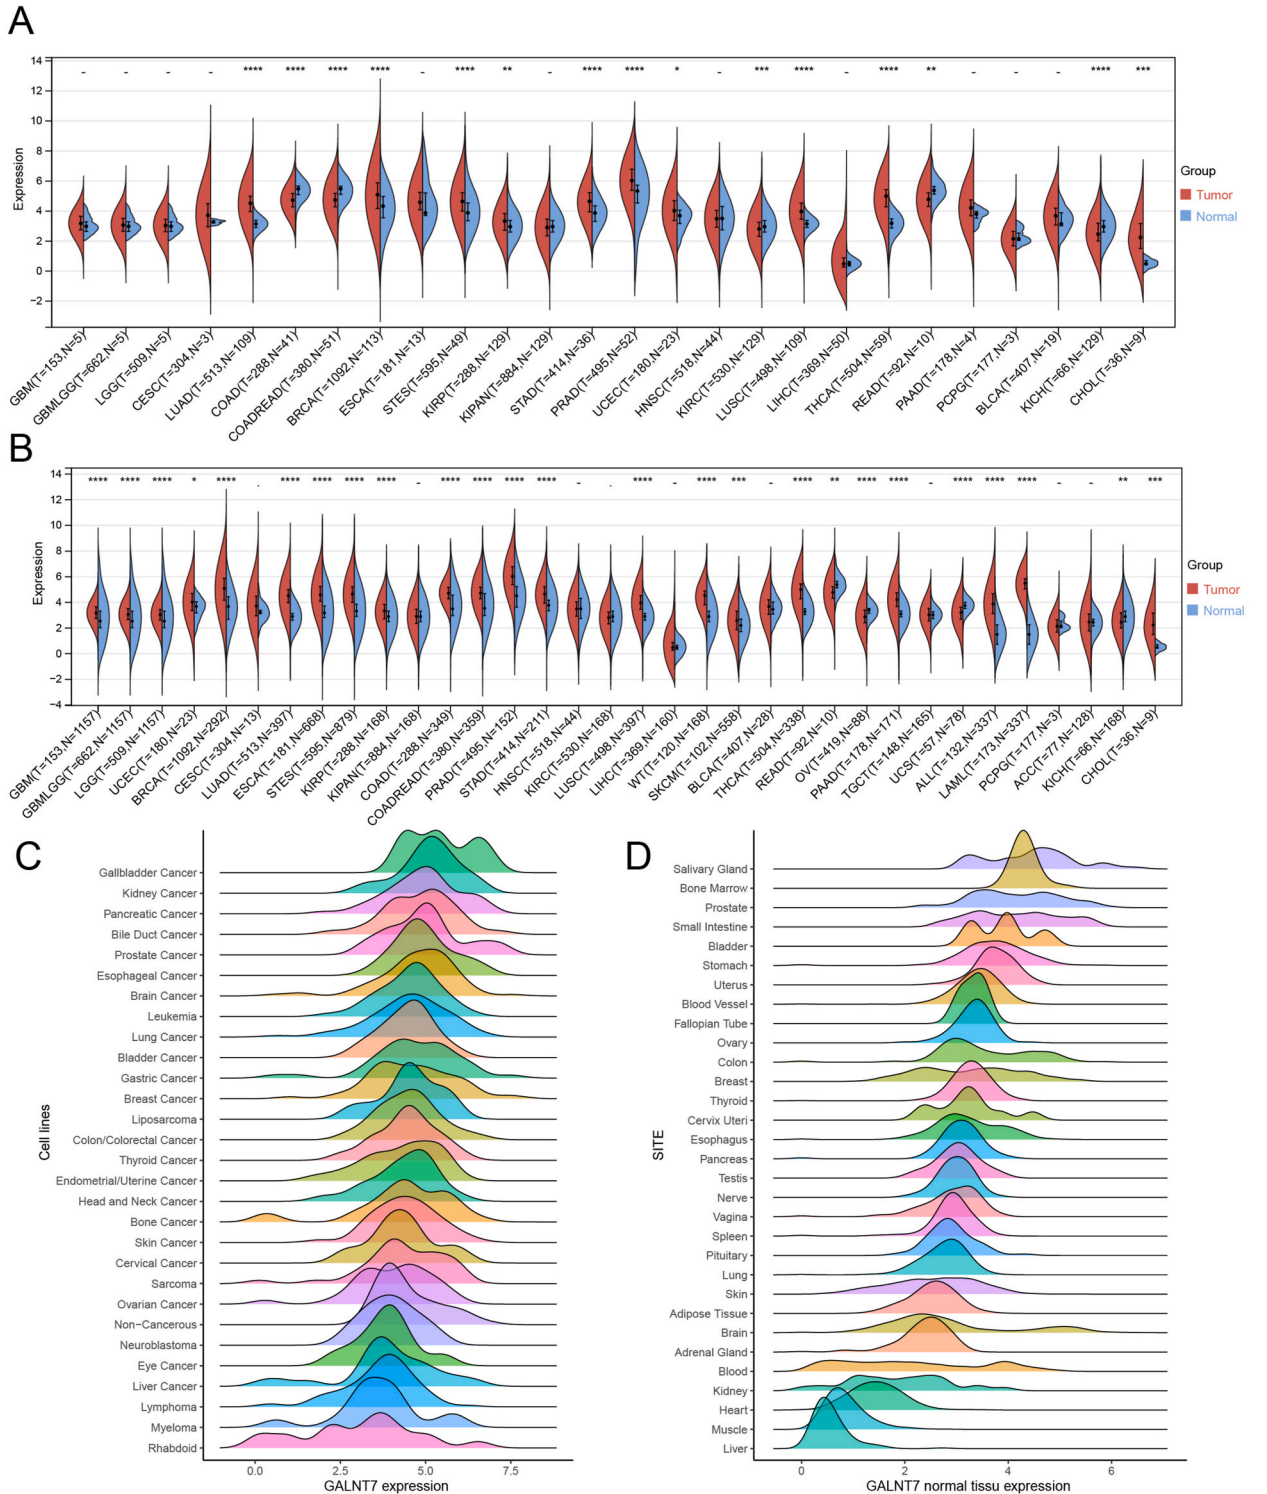 A
14
12
10
8
6
4
2
0
−2
Expression
- - - - **** **** **** **** - **** ** - **** **** * - *** **** - **** ** - - - **** ***
Group
Tumor
Normal
GBM(T=153,N=5)
GBMLGG(T=662,N=5)
LGG(T=509,N=5)
CESC(T=304,N=3)
LUAD(T=513,N=109)
COAD(T=288,N=41)
COADREAD(T=380,N=51)
BRCA(T=1092,N=113)
ESCA(T=181,N=13)
STES(T=595,N=49)
KIRP(T=288,N=129)
KIPAN(T=884,N=129)
STAD(T=414,N=36)
PRAD(T=495,N=52)
UCEC(T=180,N=23)
HNSC(T=518,N=44)
KIRC(T=530,N=129)
LUSC(T=498,N=109)
LIHC(T=369,N=50)
THCA(T=504,N=59)
READ(T=92,N=10)
PAAD(T=178,N=4)
PCPG(T=177,N=3)
BLCA(T=407,N=19)
KICH(T=66,N=129)
CHOL(T=36,N=9)
B
14
12
10
8
6
4
2
0
−2
−4
Expression
**** **** **** * **** . **** **** **** **** - **** **** **** **** - . **** - **** *** - **** ** **** **** - **** **** **** - - ** ***
Group
Tumor
Normal
GBM(T=153,N=1157)
GBMLGG(T=662,N=1157)
LGG(T=509,N=1157)
UCEC(T=180,N=23)
BRCA(T=1092,N=292)
CESC(T=304,N=13)
LUAD(T=513,N=397)
ESCA(T=181,N=668)
STES(T=595,N=879)
KIRP(T=288,N=168)
KIPAN(T=884,N=168)
COAD(T=288,N=349)
COADREAD(T=380,N=359)
PRAD(T=495,N=152)
STAD(T=414,N=211)
HNSC(T=518,N=44)
KIRC(T=530,N=168)
LUSC(T=498,N=397)
LIHC(T=369,N=160)
WT(T=120,N=168)
SKCM(T=102,N=558)
BLCA(T=407,N=28)
THCA(T=504,N=338)
READ(T=92,N=10)
OV(T=419,N=88)
PAAD(T=178,N=171)
TGCT(T=148,N=165)
UCS(T=57,N=78)
ALL(T=132,N=337)
LAML(T=173,N=337)
PCPG(T=177,N=3)
ACC(T=77,N=128)
KICH(T=66,N=168)
CHOL(T=36,N=9)
C
Cell lines
Gallbladder Cancer
Kidney Cancer
Pancreatic Cancer
Bile Duct Cancer
Prostate Cancer
Esophageal Cancer
Brain Cancer
Leukemia
Lung Cancer
Bladder Cancer
Gastric Cancer
Breast Cancer
Liposarcoma
Colon/Colorectal Cancer
Thyroid Cancer
Endometrial/Uterine Cancer
Head and Neck Cancer
Bone Cancer
Skin Cancer
Cervical Cancer
Sarcoma
Ovarian Cancer
Non−Cancerous
Neuroblastoma
Eye Cancer
Liver Cancer
Lymphoma
Myeloma
Rhabdoid
0.0 2.5 5.0 7.5
GALNT7 expression
D
SITE
Salivary Gland
Bone Marrow
Prostate
Small Intestine
Bladder
Stomach
Uterus
Blood Vessel
Fallopian Tube
Ovary
Colon
Breast
Thyroid
Cervix Uteri
Esophagus
Pancreas
Testis
Nerve
Vagina
Spleen
Pituitary
Lung
Skin
Adipose Tissue
Brain
Adrenal Gland
Blood
Kidney
Heart
Muscle
Liver
0 2 4 6
GALNT7 normal tissu expression